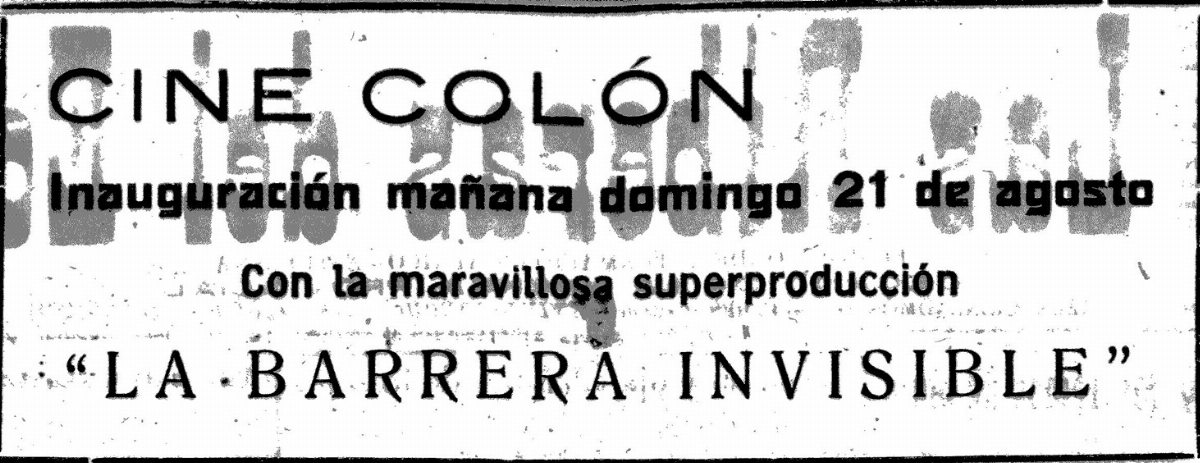 CINE COLÓN
Inauguración mañana domingo 21 de agosto
Con la maravillosa superproducción
“LA BARRERA INVISIBLE”